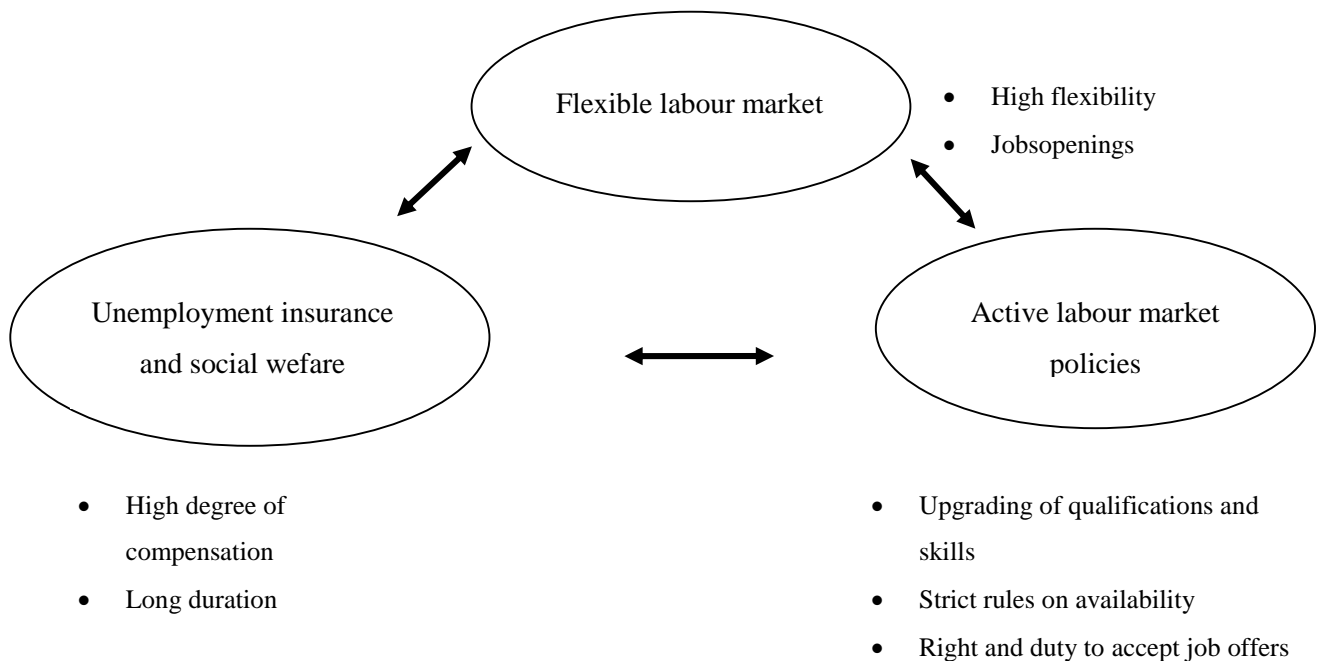 Flexible labour market
• High flexibility
• Jobsopenings
Unemployment insurance
and social wefare
Active labour market
policies
• High degree of
compensation
• Long duration
• Upgrading of qualifications and
skills
• Strict rules on availability
• Right and duty to accept job offers